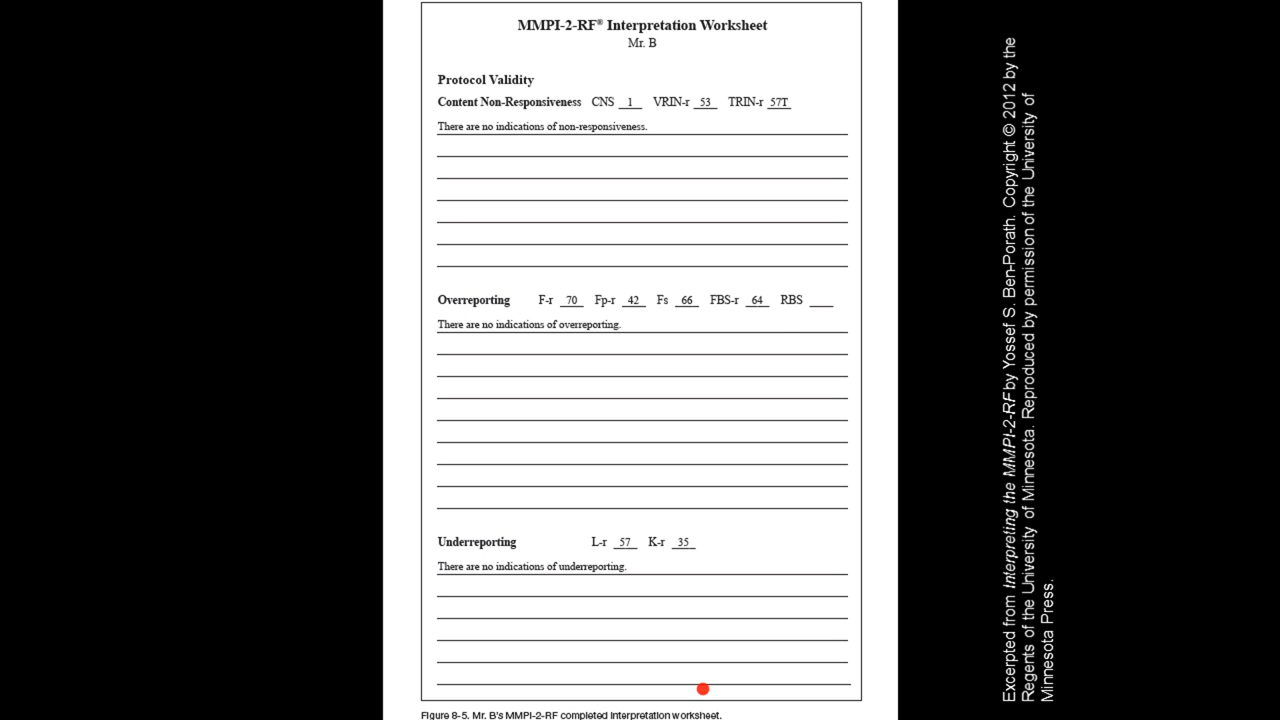 MMPI-2-RF® Interpretation Worksheet
Mr. B
Protocol Validity
Content Non-Responsiveness CNS 1 VRIN-r 53 TRIN-r 57T
There are no indications of non-responsiveness.
Overreporting F-r 70 Fp-r 42 Fs 66 FBS-r 64 RBS
There are no indications of overreporting.
Underreporting L-r 57 K-r 35
There are no indications of underreporting.
Figure 8-5. Mr. B's MMPI-2-RF completed interpretation worksheet.
Excerpted from Interpreting the MMPI-2-RF by Yossef S. Ben-Porath. Copyright © 2012 by the
Regents of the University of Minnesota. Reproduced by permission of the University of
Minnesota Press.